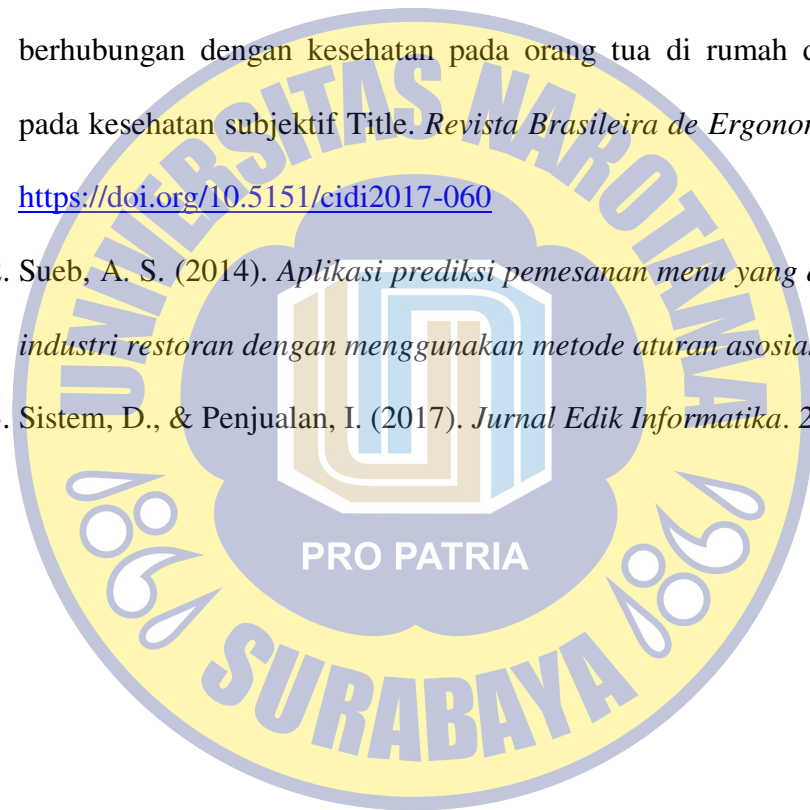 berhubungan dengan kesehatan pada orang tua di rumah
pada kesehatan subjektif Title. Revista Brasileira de
https://doi.org/10.5151/cidi2017-060
. Sueb, A. S. (2014). Aplikasi prediksi pemesanan menu yang
industri restoran dengan menggunakan metode aturan
. Sistem, D., & Penjualan, I. (2017). Jurnal Edik Informatika. 2
UNIVERSITAS NAROTAMA
PRO PATRIA
SURABAYA